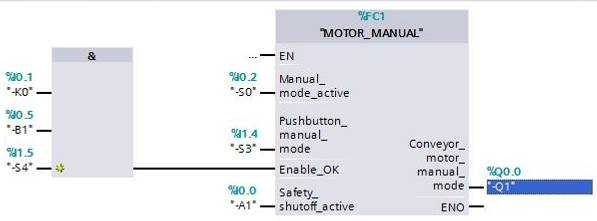 %FC1
"MOTOR_MANUAL"
&
... EN
%I0.1
"-K0"
%I0.2
"-S0"
Manual_
mode_active
%I0.5
"-B1"
Pushbutton_
manual_
mode
%I1.4
"-S3"
%I1.5
"-S4"
Enable_OK
Conveyor_
motor_
manual_
mode
%Q0.0
"-Q1"
%I0.0
"-A1"
Safety_
shutoff_active
ENO